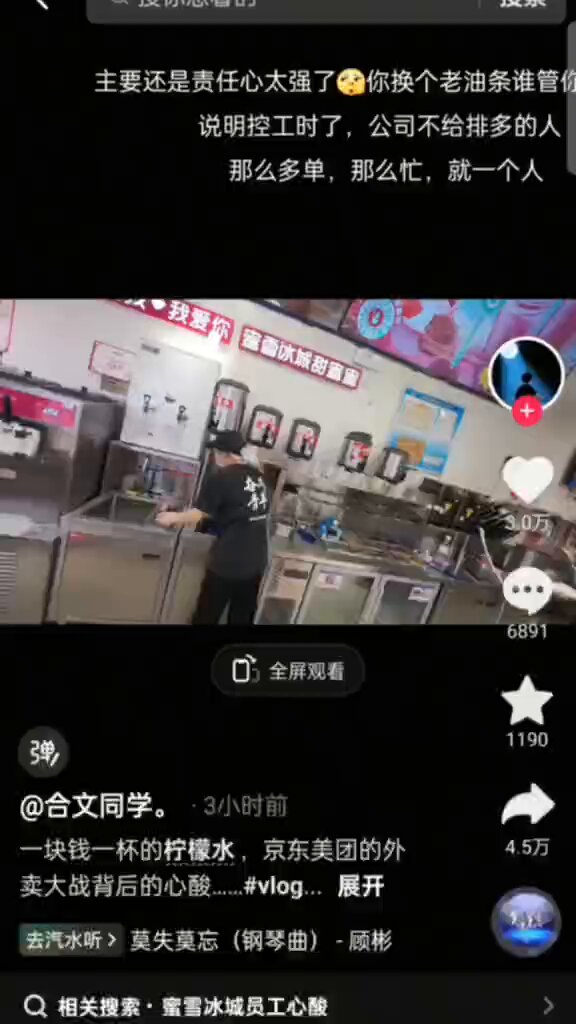 主要还是责任心太强了🤔你换个老油条谁管你
说明控工时了，公司不给排多的人
那么多单，那么忙，就一个人
我爱你
蜜雪冰城甜蜜蜜
3.0万
6891
全屏观看
1190
弹
@合文同学。 · 3小时前
4.5万
一块钱一杯的柠檬水，京东美团的外
卖大战背后的心酸......#vlog... 展开
去汽水听 > 莫失莫忘（钢琴曲） - 顾彬
相关搜索 · 蜜雪冰城员工心酸